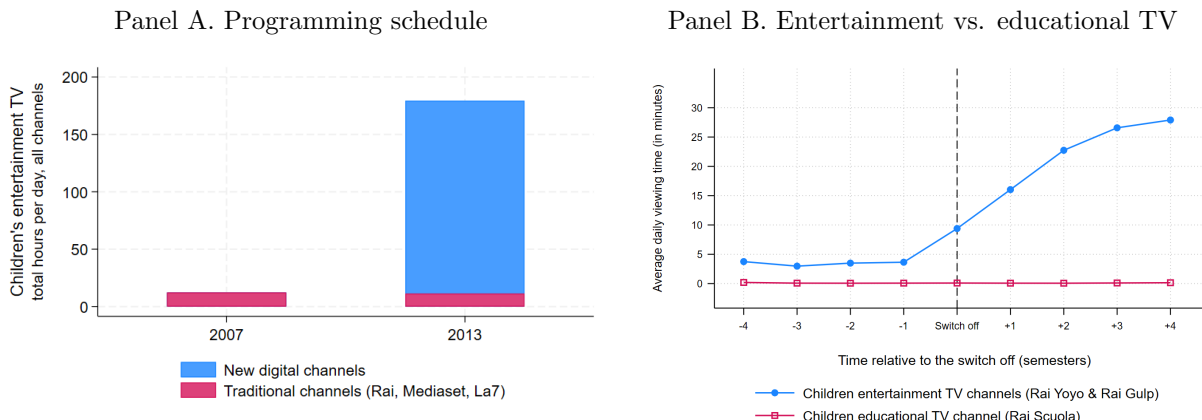 Panel A. Programming schedule
Children's entertainment TV
total hours per day, all channels
200
150
100
50
0
2007
2013
New digital channels
Traditional channels (Rai, Mediaset, La7)
Panel B. Entertainment vs. educational TV
Average daily viewing time (in minutes)
30
25
20
15
10
5
0
-4
-3
-2
-1
Switch off
+1
+2
+3
+4
Time relative to the switch off (semesters)
Children entertainment TV channels (Rai Yoyo & Rai Gulp)
Children educational TV channel (Rai Scuola)